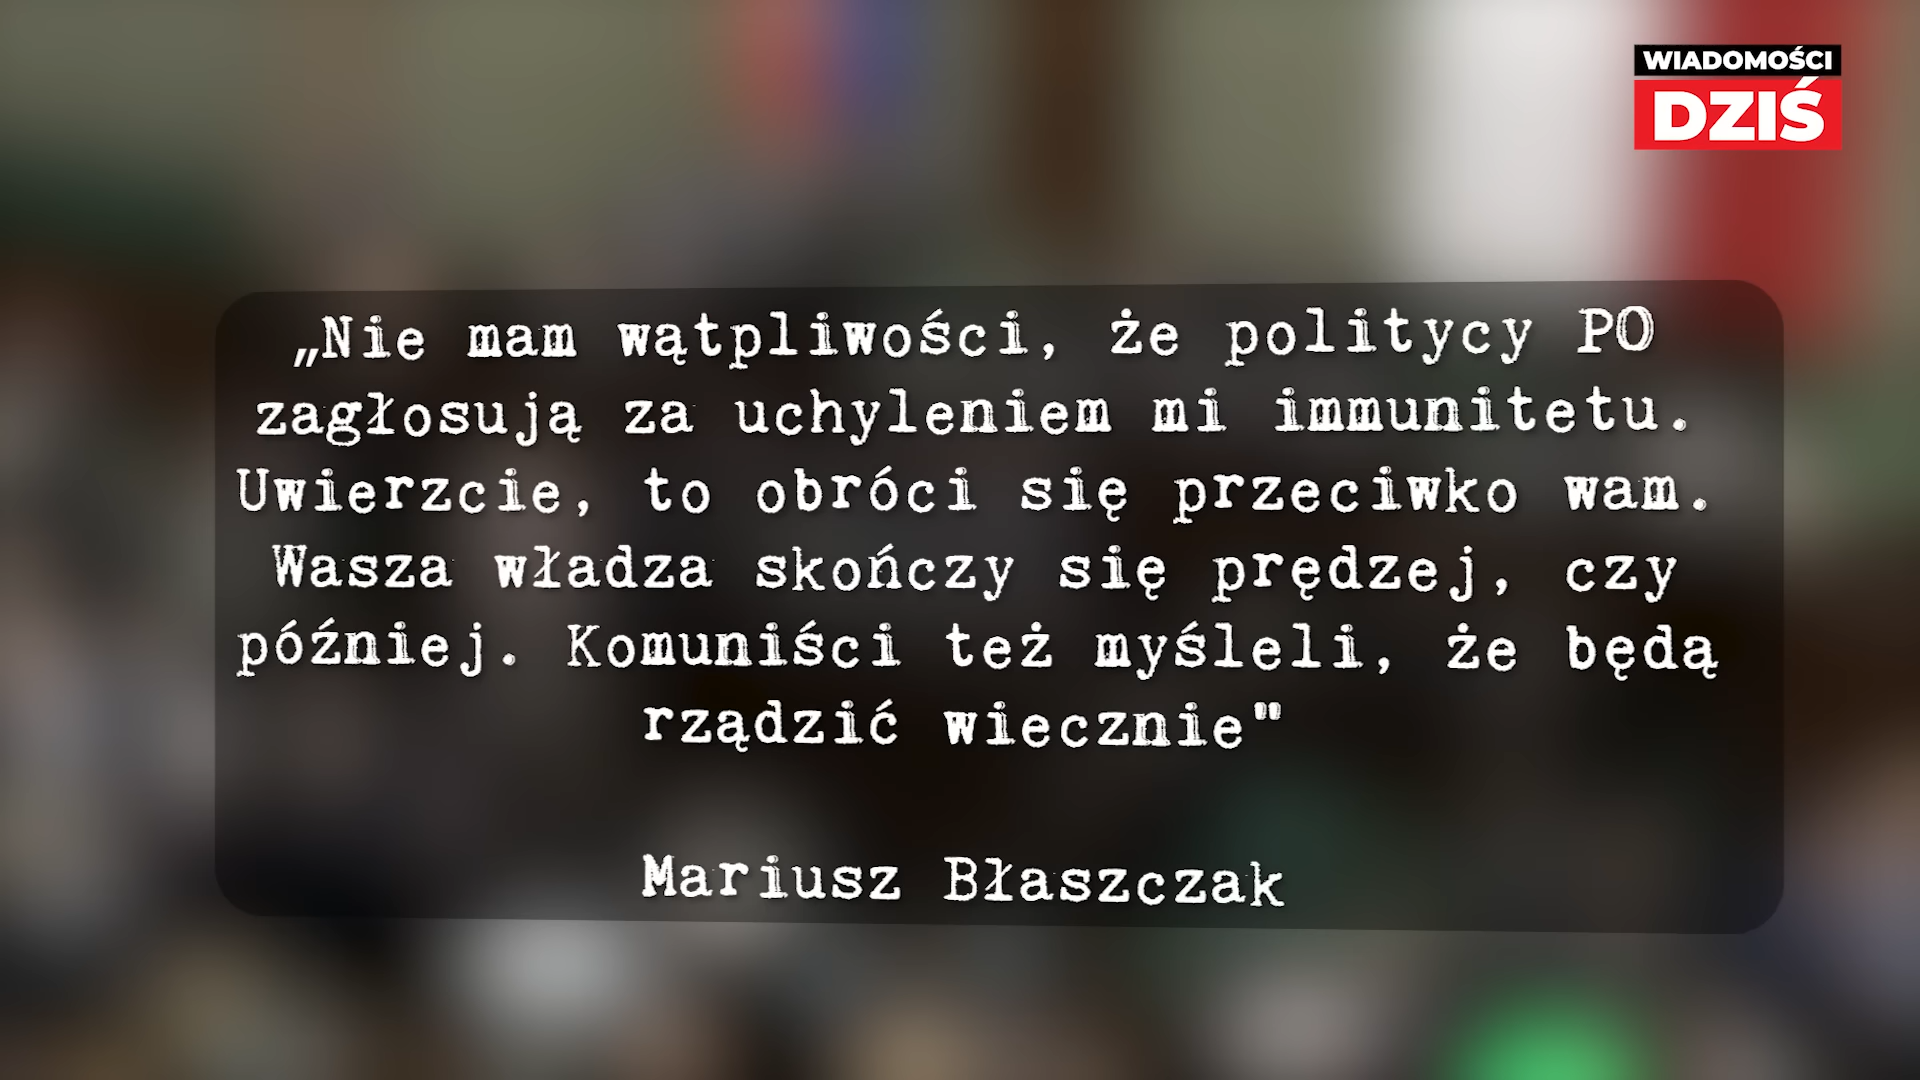 WIADOMOŚCI
DZIŚ
„Nie mam wątpliwości, że politycy PO
zagłosują za uchyleniem mi immunitetu.
Uwierzcie, to obróci się przeciwko wam.
Wasza władza skończy się prędzej, czy
później. Komuniści też myśleli, że będą
rządzić wiecznie"
Mariusz Błaszczak